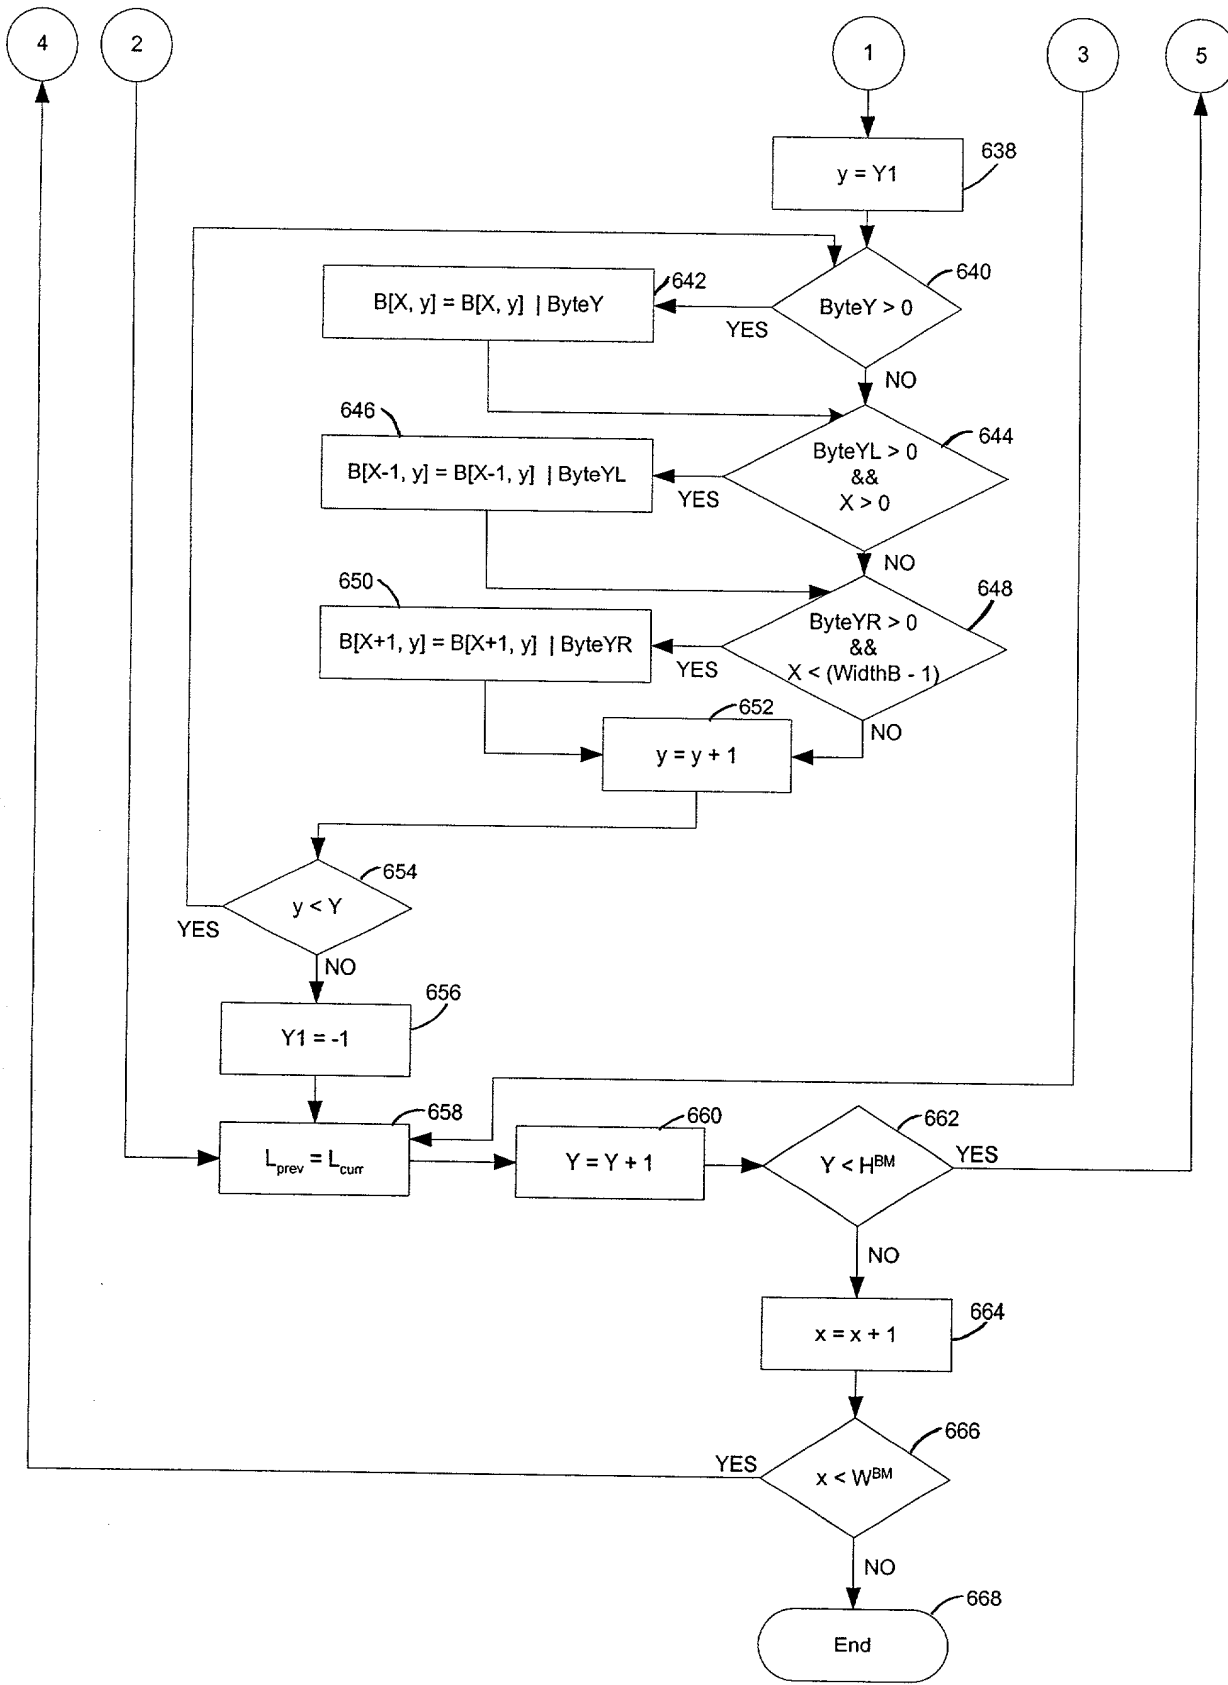 4
2
1
3
5
y = Y1
638
ByteY > 0
640
YES
NO
B[X, y] = B[X, y] | ByteY
642
ByteYL > 0
&&
X > 0
644
YES
NO
646
B[X-1, y] = B[X-1, y] | ByteYL
ByteYR > 0
&&
X < (WidthB - 1)
648
YES
NO
650
B[X+1, y] = B[X+1, y] | ByteYR
652
y = y + 1
654
y < Y
YES
NO
656
Y1 = -1
658
Lprev = Lcurr
660
Y = Y + 1
662
Y < HBM
YES
NO
664
x = x + 1
666
x < WBM
YES
NO
668
End